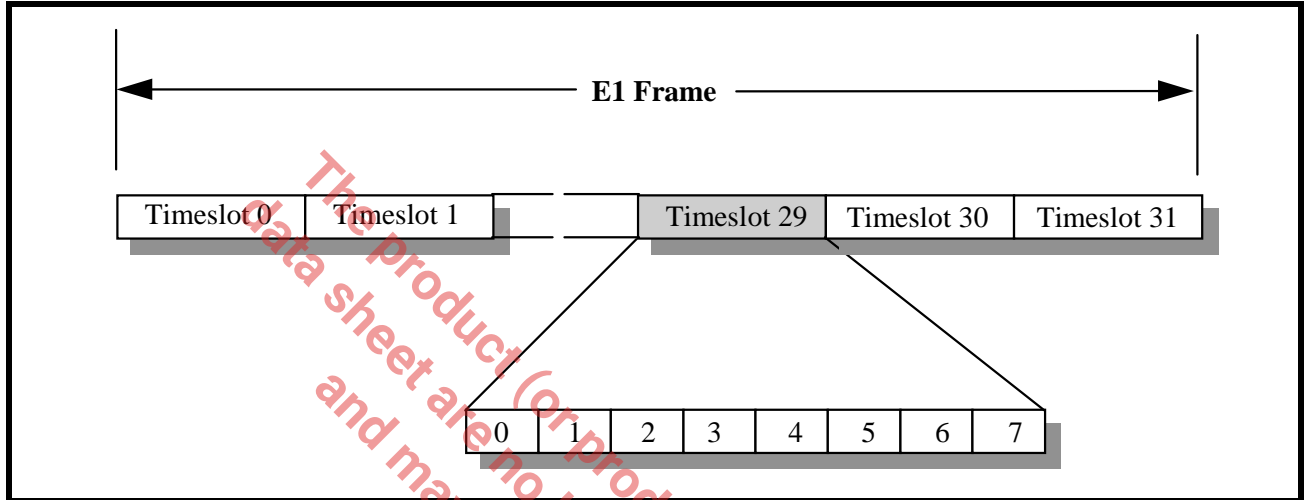 E1 Frame
Timeslot 0 Timeslot 1 Timeslot 29 Timeslot 30 Timeslot 31
0 1 2 3 4 5 6 7
The product (or prod
data sheet are no
and ma